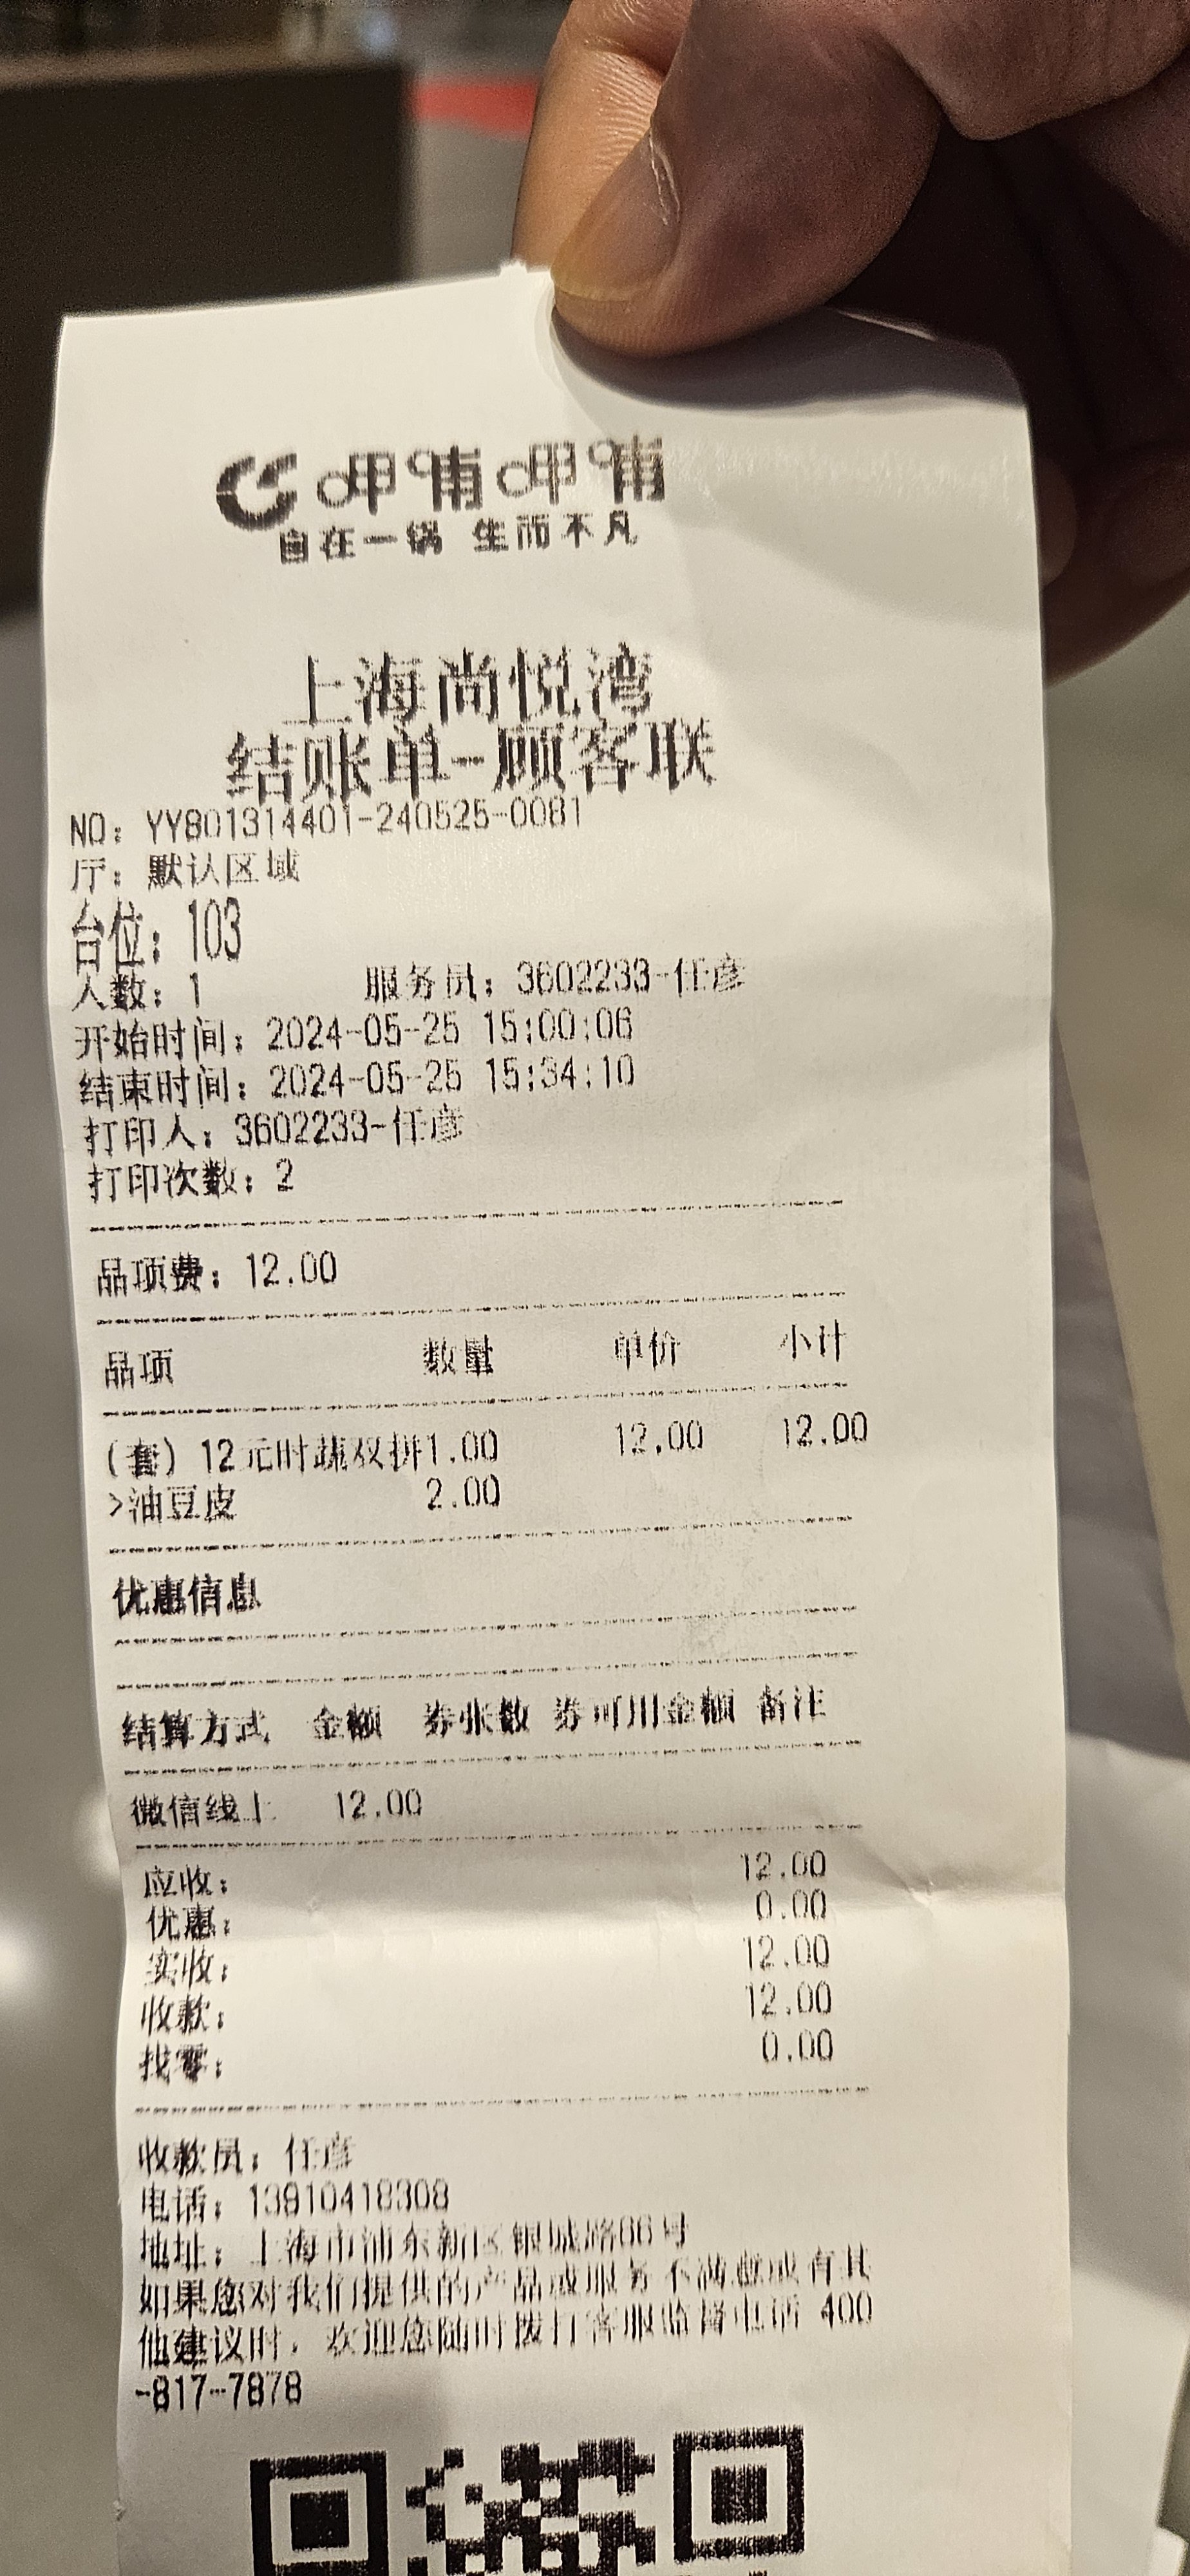 呷哺呷哺
自在一锅 生而不凡
上海尚悦湾
结账单-顾客联
NO: YY801314401-240525-0081
厅: 默认区域
台位: 103
人数: 1 服务员: 3602233-任彦
开始时间: 2024-05-25 15:00:06
结束时间: 2024-05-25 15:34:10
打印人: 3602233-任彦
打印次数: 2
品项费: 12.00
品项 数量 单价 小计
(套) 12元时蔬双拼1.00 12.00 12.00
>油豆皮 2.00
优惠信息
结算方式 金额 券张数 券可用金额 备注
微信线上 12.00
应收: 12.00
优惠: 0.00
实收: 12.00
收款: 12.00
找零: 0.00
收款员: 任彦
电话: 13910418308
地址: 上海市浦东新区银城路66号
如果您对我们提供的产品或服务不满意或有其
他建议时, 欢迎您随时拨打客服监督电话 400
-817-7878